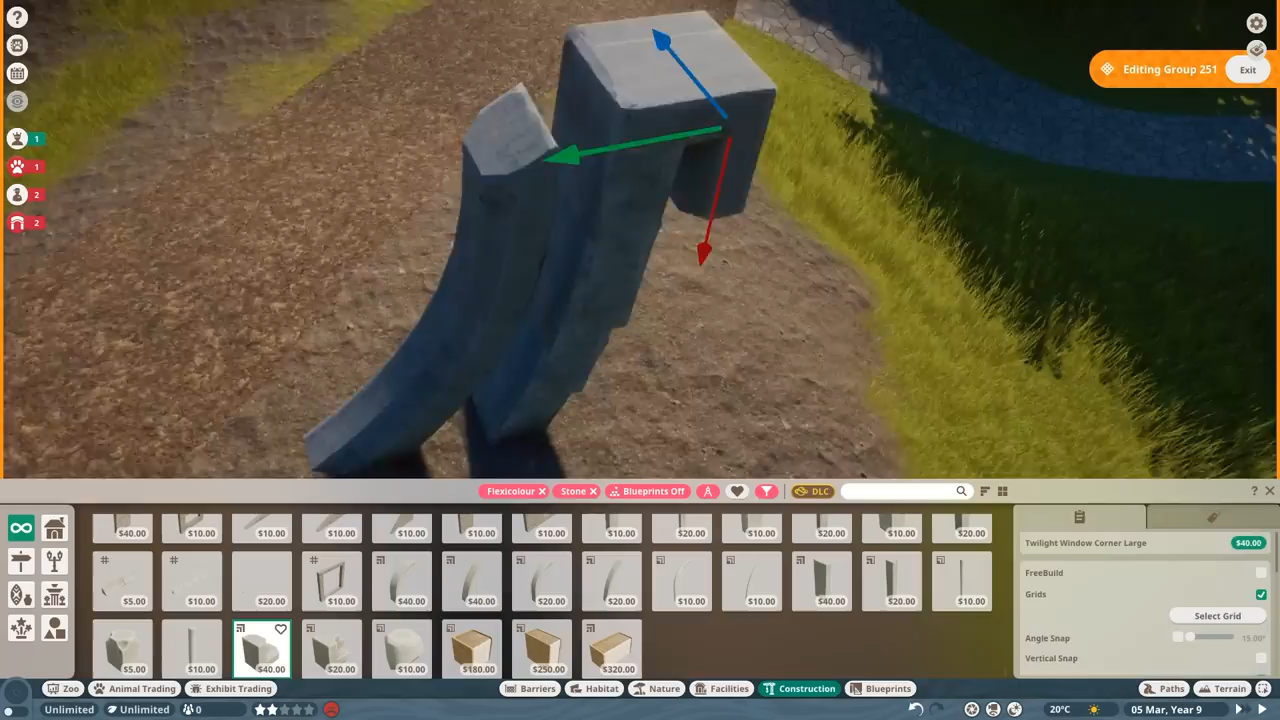 ?
Editing Group 251
Exit
1
1
2
2
Flexicolour
Stone
Blueprints Off
DLC
?
$40.00 $10.00 $10.00 $10.00 $10.00 $10.00 $10.00 $10.00 $20.00 $10.00 $20.00 $10.00 $20.00
$5.00 $10.00 $20.00 $10.00 $40.00 $10.00 $20.00 $10.00 $10.00 $10.00 $40.00 $20.00 $10.00
$5.00 $10.00 $40.00 $20.00 $10.00 $180.00 $250.00 $320.00
Twilight Window Corner Large $40.00
FreeBuild
Grids
Select Grid
Angle Snap 15.00°
Vertical Snap
Zoo Animal Trading Exhibit Trading Barriers Habitat Nature Facilities Construction Blueprints Paths Terrain
Unlimited Unlimited 0 20°C 05 Mar, Year 9